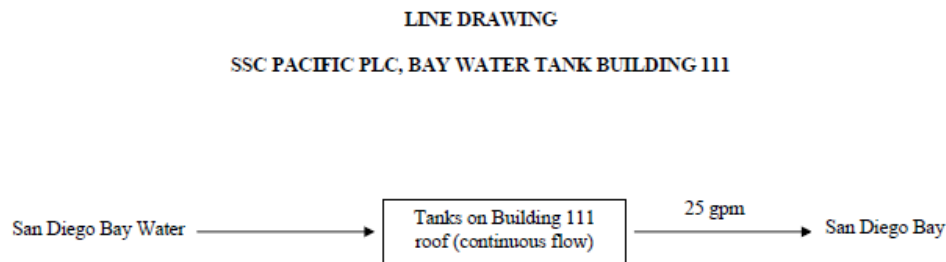 LINE DRAWING
SSC PACIFIC PLC, BAY WATER TANK BUILDING 111
San Diego Bay Water
Tanks on Building 111
roof (continuous flow)
25 gpm
San Diego Bay